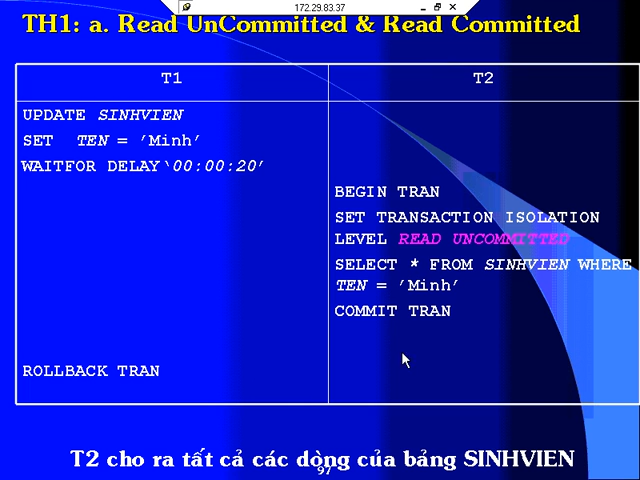 172.29.83.37
TH1: a. Read UnCommitted & Read Committed
T1
T2
UPDATE SINHVIEN
SET TEN = 'Minh'
WAITFOR DELAY‘00:00:20’
BEGIN TRAN
SET TRANSACTION ISOLATION
LEVEL READ UNCOMMITTED
SELECT * FROM SINHVIEN WHERE
TEN = 'Minh'
COMMIT TRAN
ROLLBACK TRAN
T2 cho ra tất cả các dòng của bảng SINHVIEN
97